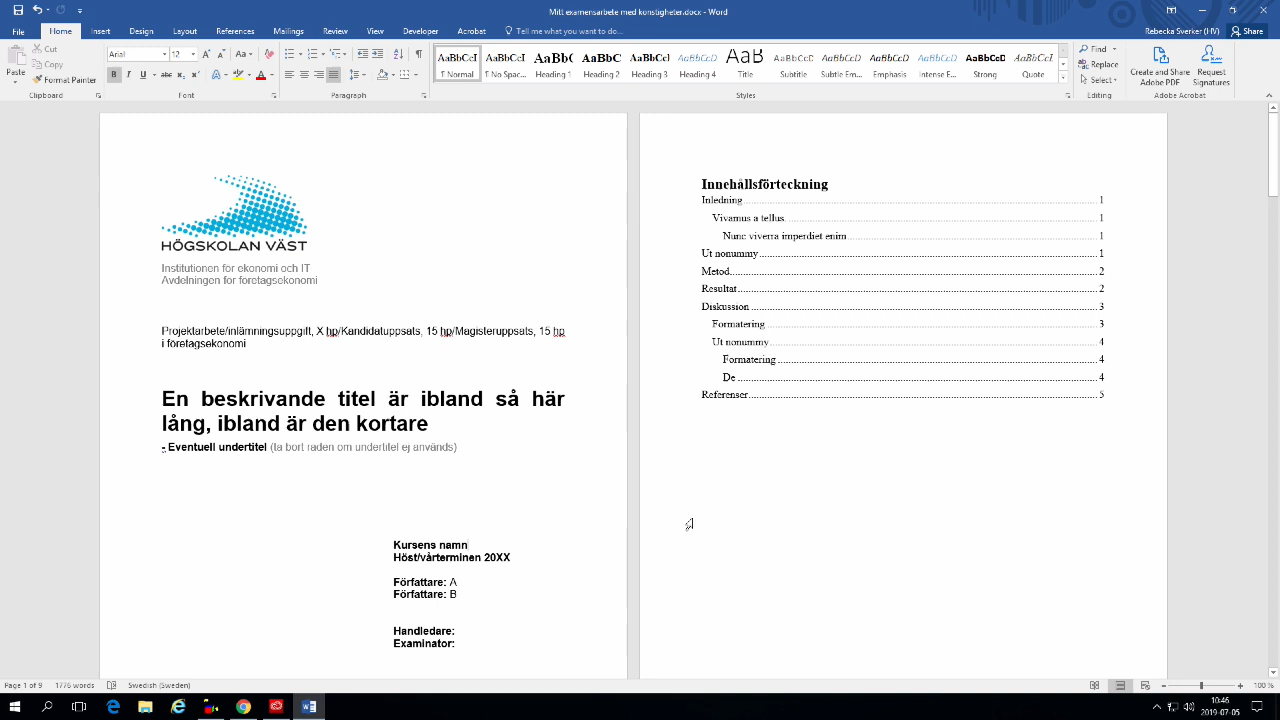 Mitt examensarbete med konstigheter.docx - Word
Rebecka Sverker (HV) Share
File Home Insert Design Layout References Mailings Review View Developer Acrobat Tell me what you want to do...
Paste Cut Copy Format Painter
Arial 12
AaBbCcI AaBbCcI AaBbC( AaBbCc AaBbCcI AaBbCcD AaB AaBbCcD AaBbCcD AaBbCcD AaBbCcD AaBbCcD AaBbCcD
¶ Normal ¶ No Spac... Heading 1 Heading 2 Heading 3 Heading 4 Title Subtitle Subtle Em... Emphasis Intense E... Strong Quote
Find Replace Select
Create and Share Adobe PDF Request Signatures
Clipboard Font Paragraph Styles Editing Adobe Acrobat
HÖGSKOLAN VÄST
Institutionen för ekonomi och IT
Avdelningen för företagsekonomi
Projektarbete/inlämningsuppgift, X hp/Kandidatuppsats, 15 hp/Magisteruppsats, 15 hp
i företagsekonomi
En beskrivande titel är ibland så här
lång, ibland är den kortare
- Eventuell undertitel (ta bort raden om undertitel ej används)
Kursens namn
Höst/vårterminen 20XX
Författare: A
Författare: B
Handledare:
Examinator:
Innehållsförteckning
Inledning 1
Vivamus a tellus. 1
Nunc viverra imperdiet enim 1
Ut nonummy 1
Metod 2
Resultat 2
Diskussion 3
Formatering 3
Ut nonummy 4
Formatering 4
De 4
Referenser 5
Page 1 of 9 1776 words Swedish (Sweden) 100 %
10:46
2019-07-05